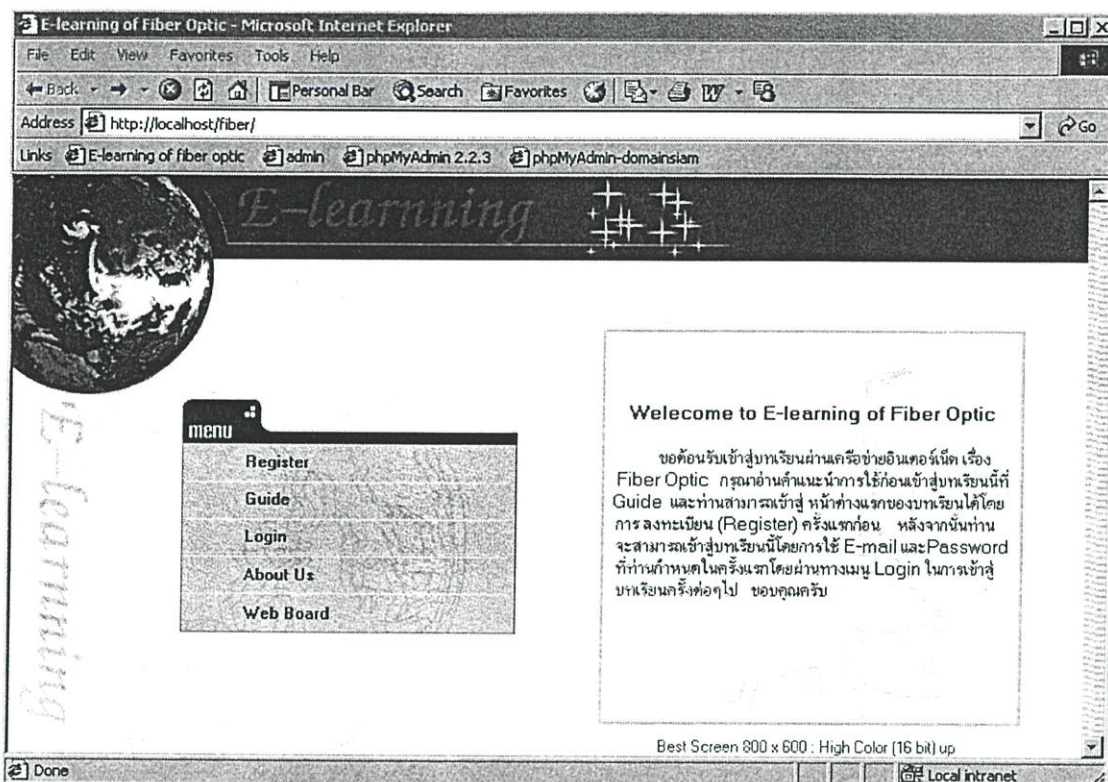 E-learning of Fiber Optic - Microsoft Internet Explorer
File Edit View Favorites Tools Help
Back Personal Bar Search Favorites
Address http://localhost/fiber/ Go
Links E-learning of fiber optic admin phpMyAdmin 2.2.3 phpMyAdmin-domainsiam
E-learning
E-learning
menu
Register
Guide
Login
About Us
Web Board
Welecome to E-learning of Fiber Optic
ขอต้อนรับเข้าสู่บทเรียนผ่านเครือข่ายอินเตอร์เน็ต เรื่อง
Fiber Optic กรุณาอ่านคำแนะนำการใช้ก่อนเข้าสู่บทเรียนนี้ที่
Guide และท่านสามารถเข้าสู่ หน้าต่างแรกของบทเรียนได้โดย
การ ลงทะเบียน (Register) ครั้งแรกก่อน หลังจากนั้นท่าน
จะสามารถเข้าสู่บทเรียนนี้โดยการใช้ E-mail และPassword
ที่ท่านกำหนดในครั้งแรกโดยผ่านทางเมนู Login ในการเข้าสู่
บทเรียนครั้งต่อๆไป ขอบคุณครับ
Best Screen 800 x 600 : High Color (16 bit) up
Done Local intranet